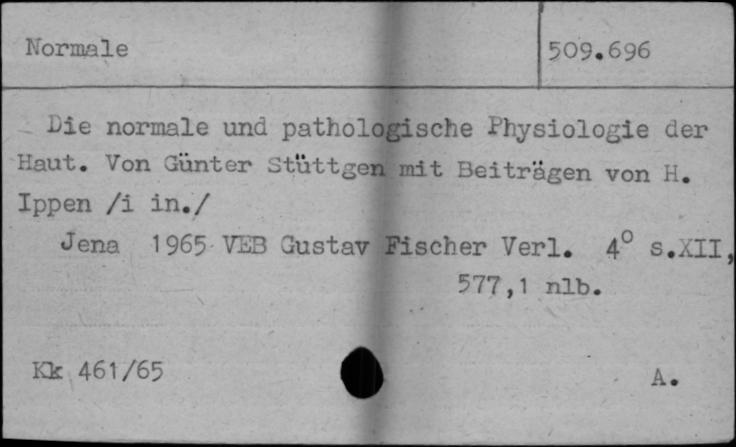 Normale
509.696
Die normale und pathologische Physiologie der
Haut. Von Günter Stüttgen mit Beiträgen von H.
Ippen /i in./
Jena 1965 VEB Gustav Fischer Verl. 4° s.XII,
577,1 nlb.
Kk 461/65
A.